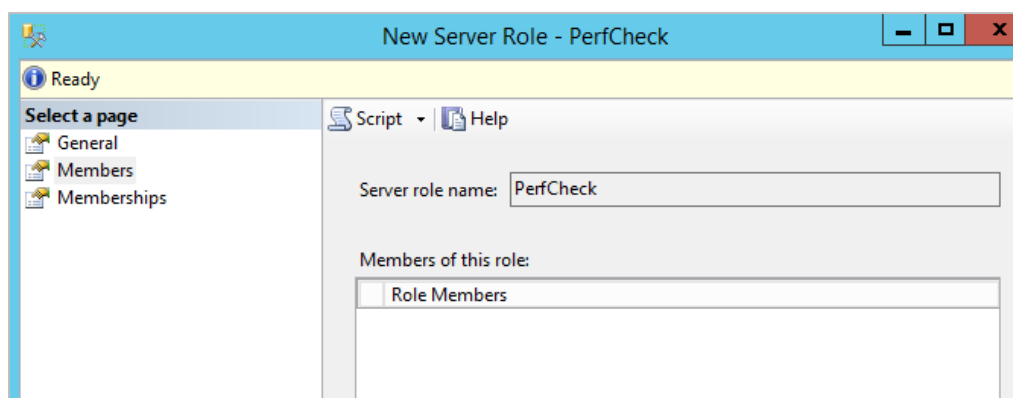 New Server Role - PerfCheck
Ready
Select a page
General
Members
Memberships
Script
Help
Server role name: PerfCheck
Members of this role:
Role Members